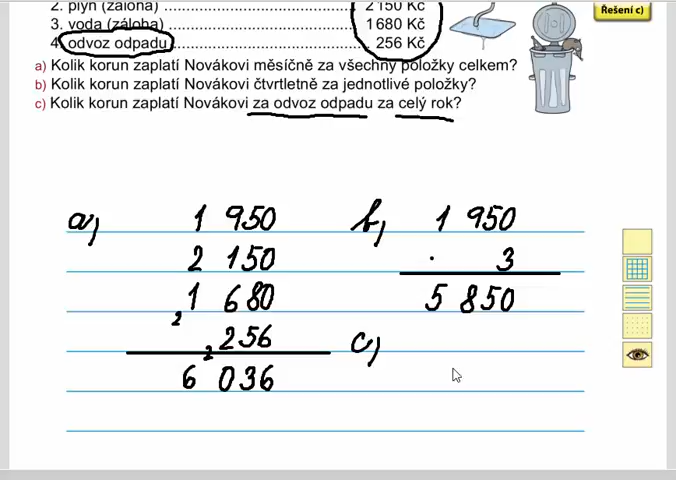 2. plyn (záloha) ........................................ 2 150 Kč
3. voda (záloha) ........................................ 1 680 Kč
4. odvoz odpadu ........................................ 256 Kč
Řešení c)
a) Kolik korun zaplatí Novákovi měsíčně za všechny položky celkem?
b) Kolik korun zaplatí Novákovi čtvrtletně za jednotlivé položky?
c) Kolik korun zaplatí Novákovi za odvoz odpadu za celý rok?
a) 1 950
2 150
2 1 680
2 256
6 036
b) 1 950
· 3
5 850
c)